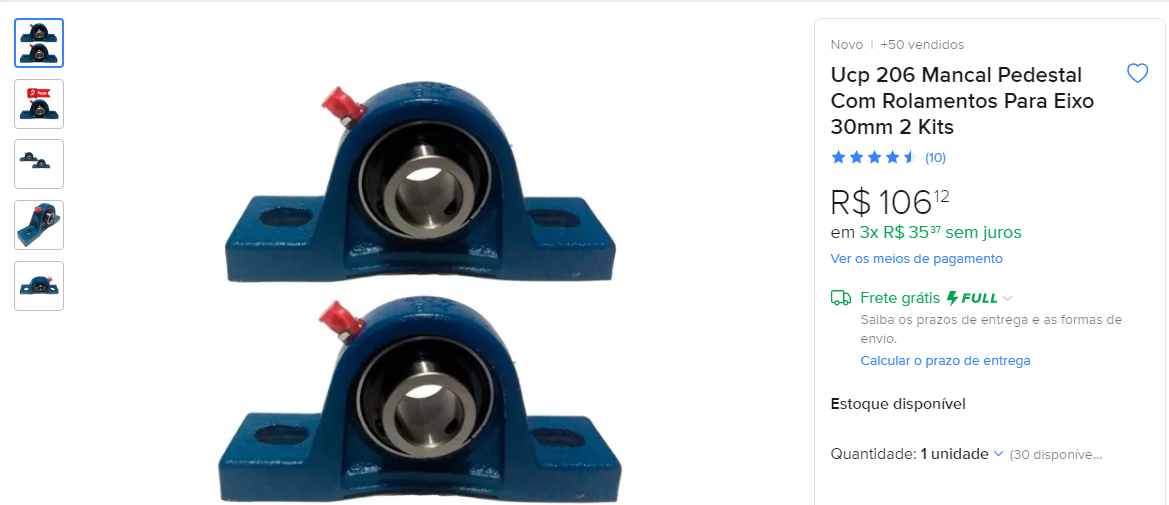 Novo | +50 vendidos
Ucp 206 Mancal Pedestal
Com Rolamentos Para Eixo
30mm 2 Kits
(10)
R$ 106 12
em 3x R$ 35 37 sem juros
Ver os meios de pagamento
Frete grátis FULL
Saiba os prazos de entrega e as formas de
envio.
Calcular o prazo de entrega
Estoque disponível
Quantidade: 1 unidade (30 disponíve...